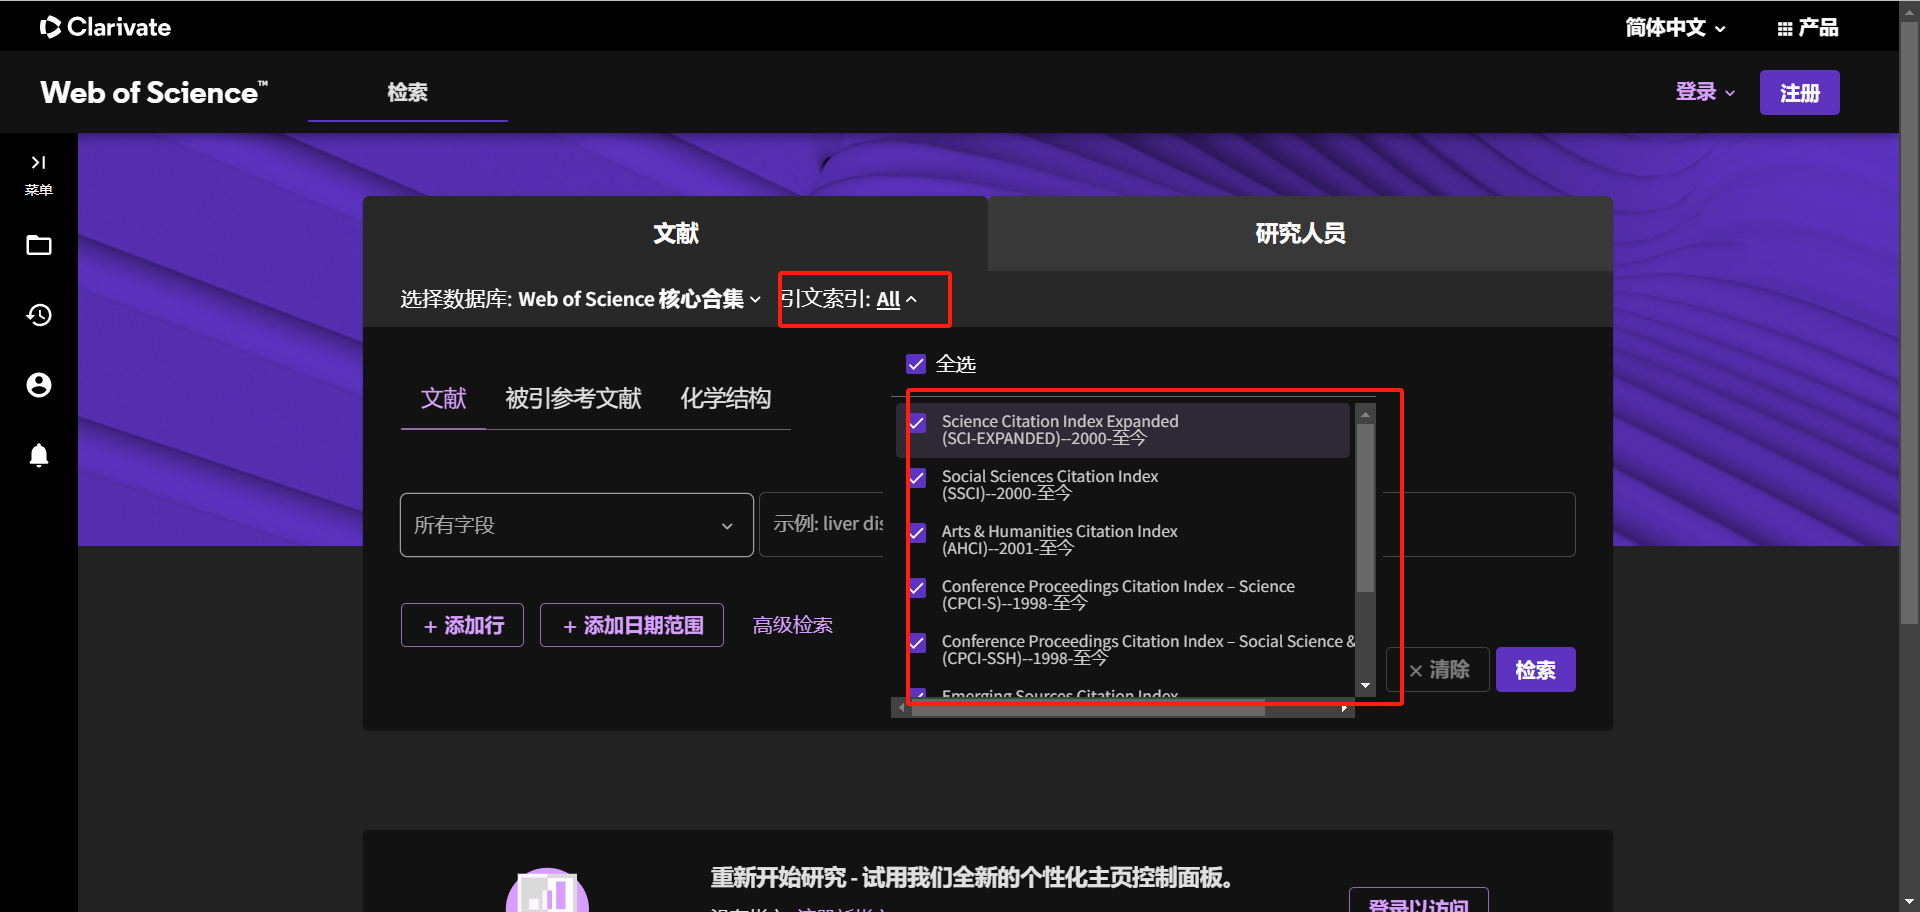 Clarivate
简体中文
产品
Web of Science™
检索
登录
注册
菜单
文献
研究人员
选择数据库: Web of Science 核心合集
引文索引: All
全选
文献
被引参考文献
化学结构
Science Citation Index Expanded
(SCI-EXPANDED)--2000-至今
Social Sciences Citation Index
(SSCI)--2000-至今
Arts & Humanities Citation Index
(AHCI)--2001-至今
Conference Proceedings Citation Index – Science
(CPCI-S)--1998-至今
Conference Proceedings Citation Index – Social Science &
(CPCI-SSH)--1998-至今
Emerging Sources Citation Index
所有字段
示例: liver dis
+ 添加行
+ 添加日期范围
高级检索
× 清除
检索
重新开始研究 - 试用我们全新的个性化主页控制面板。
登录以访问